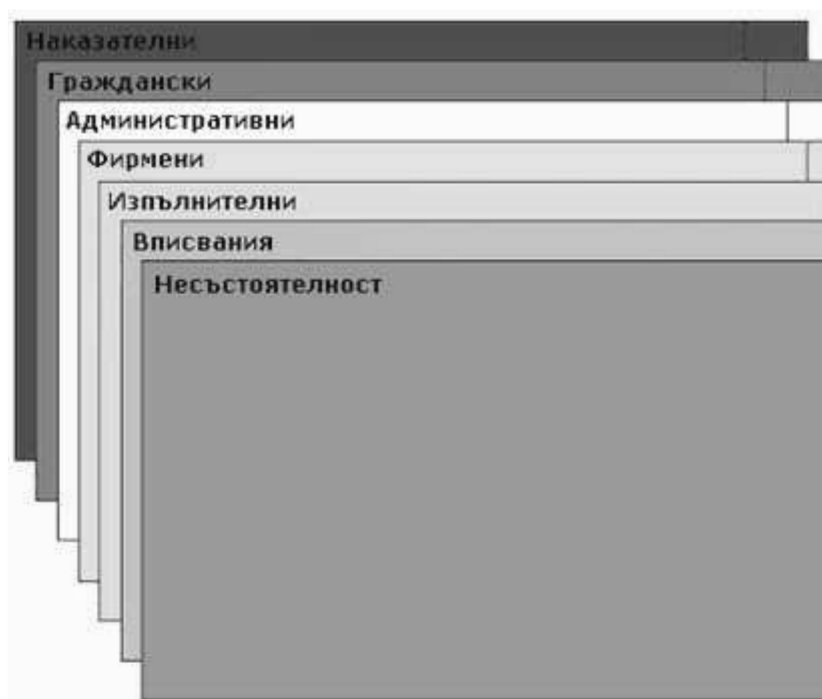 Наказателни
Граждански
Административни
Фирмени
Изпълнителни
Вписвания
Несъстоятелност